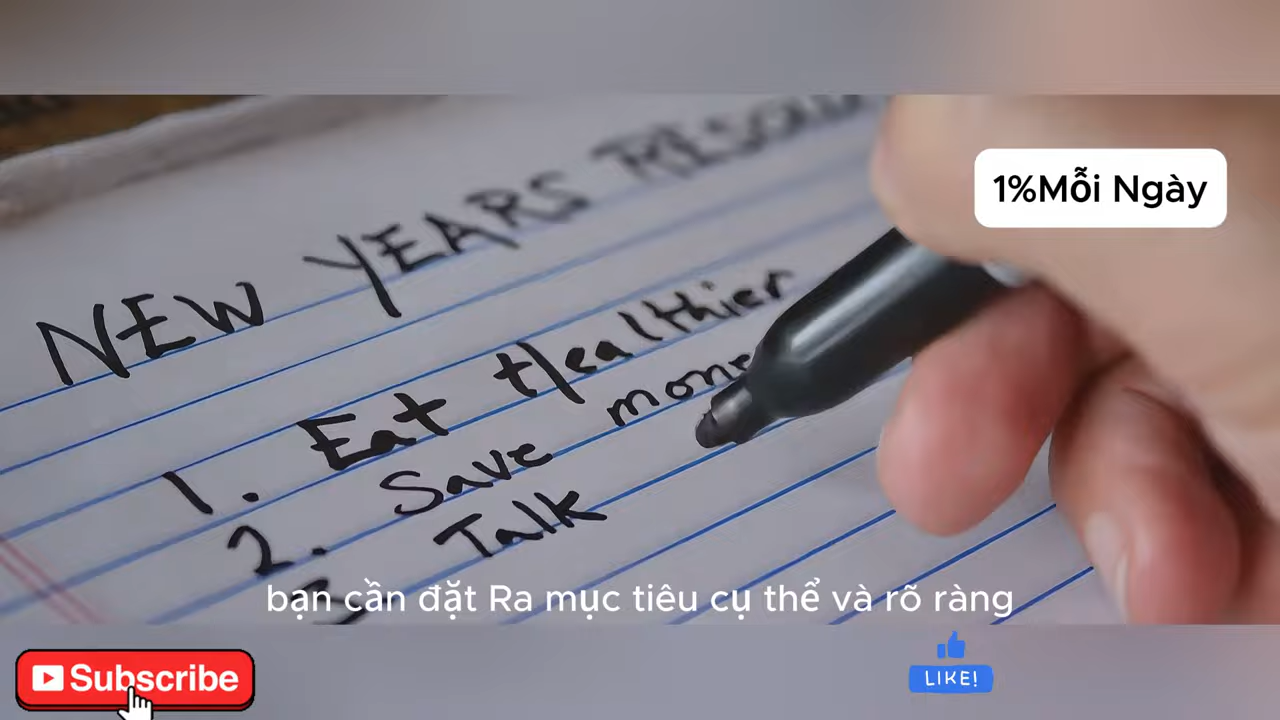 1%Mỗi Ngày
NEW YEARS
1. Eat Healthier
2. Save
3 Talk
bạn cần đặt Ra mục tiêu cụ thể và rõ ràng
Subscribe
LIKE!